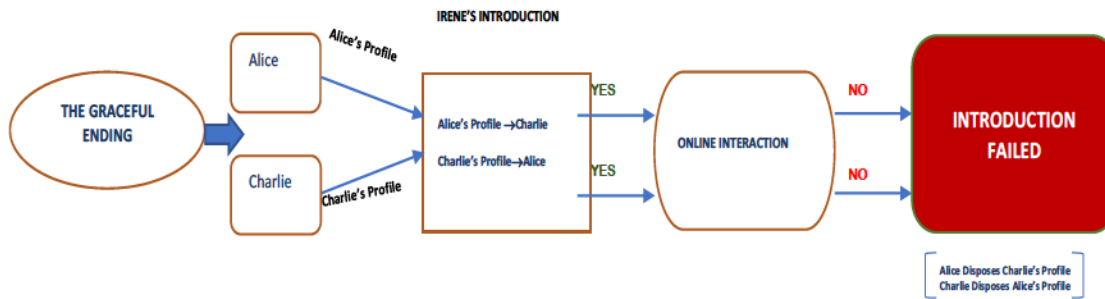 IRENE'S INTRODUCTION
Alice's Profile
Alice
THE GRACEFUL
ENDING
Charlie
Charlie's Profile
Alice's Profile →Charlie
Charlie's Profile→Alice
YES
YES
ONLINE INTERACTION
NO
NO
INTRODUCTION
FAILED
Alice Disposes Charlie's Profile
Charlie Disposes Alice's Profile